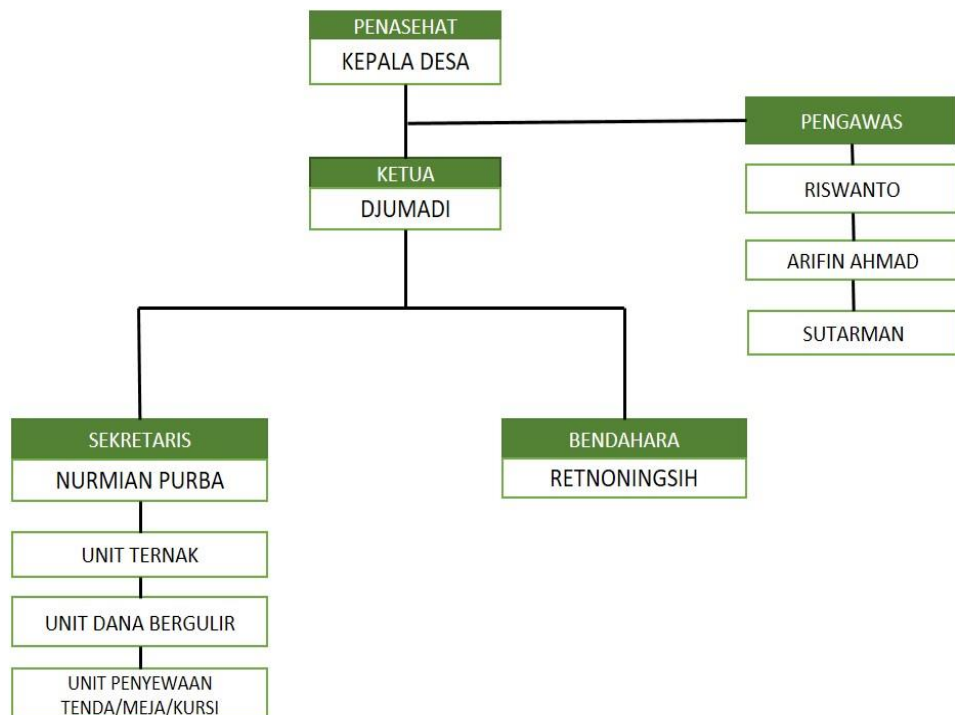 PENASEHAT
KEPALA DESA
PENGAWAS
KETUA
DJUMADI
RISWANTO
ARIFIN AHMAD
SUTARMAN
SEKRETARIS
NURMIAN PURBA
BENDAHARA
RETNONINGSIH
UNIT TERNAK
UNIT DANA BERGULIR
UNIT PENYEWAAN
TENDA/MEJA/KURSI